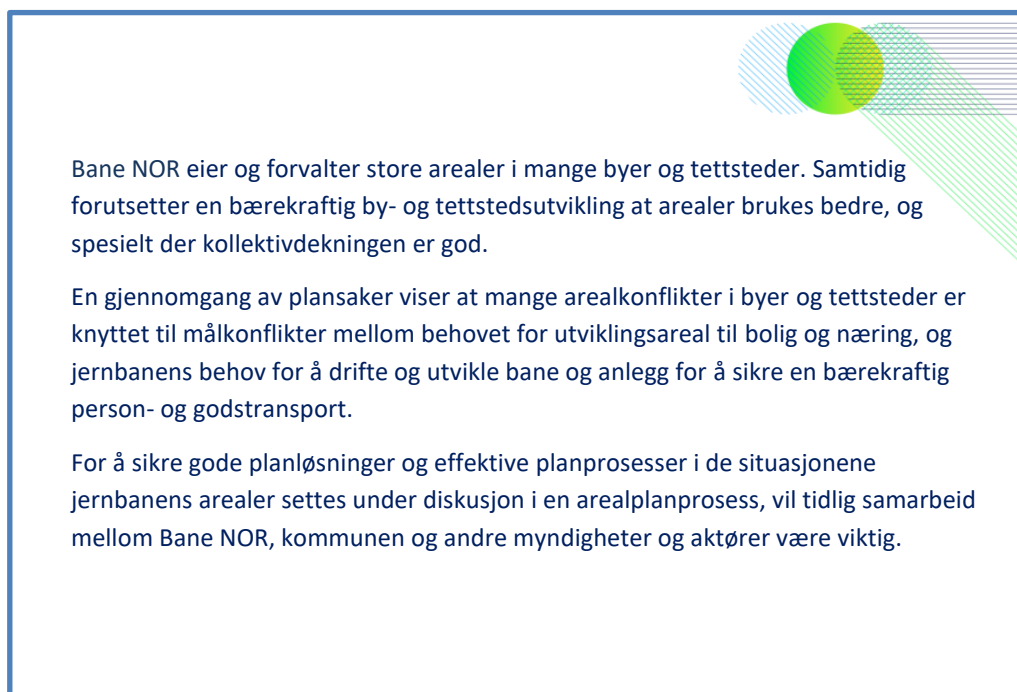 Bane NOR eier og forvalter store arealer i mange byer og tettsteder. Samtidig
forutsetter en bærekraftig by- og tettstedsutvikling at arealer brukes bedre, og
spesielt der kollektivdekningen er god.
En gjennomgang av plansaker viser at mange arealkonflikter i byer og tettsteder er
knyttet til målkonflikter mellom behovet for utviklingsareal til bolig og næring, og
jernbanens behov for å drifte og utvikle bane og anlegg for å sikre en bærekraftig
person- og godstransport.
For å sikre gode planløsninger og effektive planprosesser i de situasjonene
jernbanens arealer settes under diskusjon i en arealplanprosess, vil tidlig samarbeid
mellom Bane NOR, kommunen og andre myndigheter og aktører være viktig.